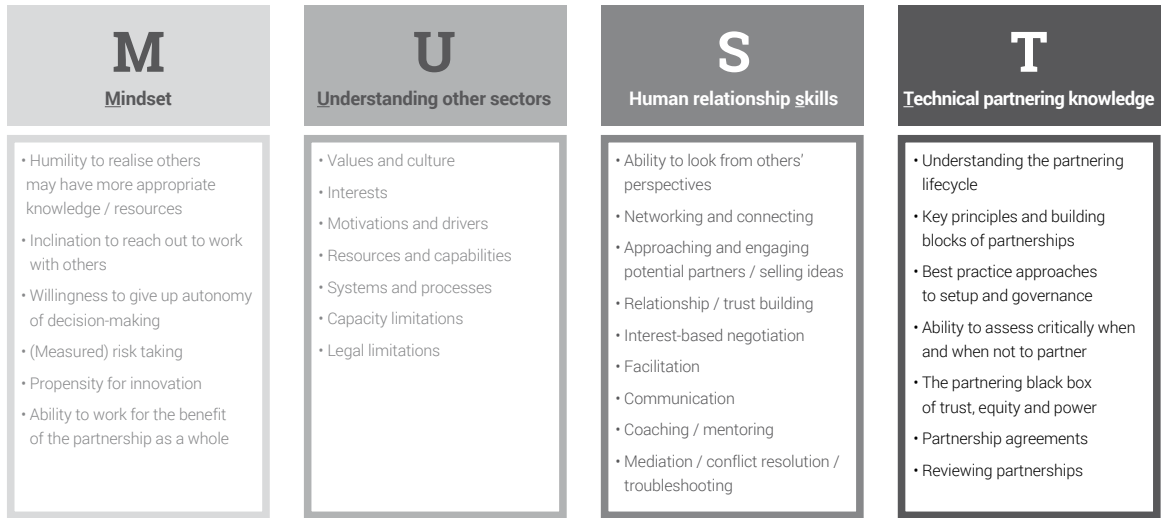 M
Mindset
• Humility to realise others
may have more appropriate
knowledge / resources
• Inclination to reach out to work
with others
• Willingness to give up autonomy
of decision-making
• (Measured) risk taking
• Propensity for innovation
• Ability to work for the benefit
of the partnership as a whole
U
Understanding other sectors
• Values and culture
• Interests
• Motivations and drivers
• Resources and capabilities
• Systems and processes
• Capacity limitations
• Legal limitations
S
Human relationship skills
• Ability to look from others’
perspectives
• Networking and connecting
• Approaching and engaging
potential partners / selling ideas
• Relationship / trust building
• Interest-based negotiation
• Facilitation
• Communication
• Coaching / mentoring
• Mediation / conflict resolution /
troubleshooting
T
Technical partnering knowledge
• Understanding the partnering
lifecycle
• Key principles and building
blocks of partnerships
• Best practice approaches
to setup and governance
• Ability to assess critically when
and when not to partner
• The partnering black box
of trust, equity and power
• Partnership agreements
• Reviewing partnerships